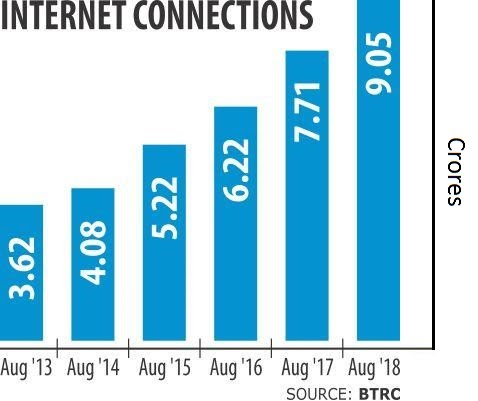 INTERNET CONNECTIONS
3.62
4.08
5.22
6.22
7.71
9.05
Crores
Aug '13
Aug '14
Aug '15
Aug '16
Aug '17
Aug '18
SOURCE: BTRC